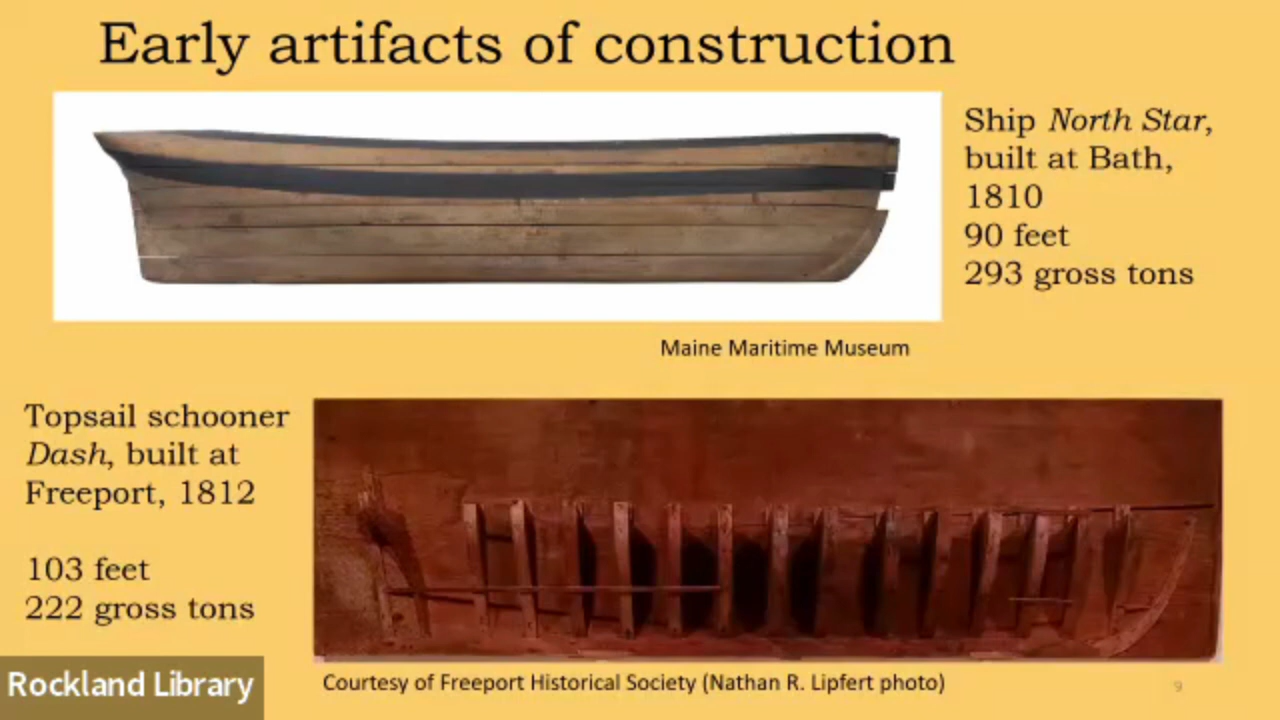 Early artifacts of construction
Ship North Star,
built at Bath,
1810
90 feet
293 gross tons
Maine Maritime Museum
Topsail schooner
Dash, built at
Freeport, 1812
103 feet
222 gross tons
Rockland Library
Courtesy of Freeport Historical Society (Nathan R. Lipfert photo)
9